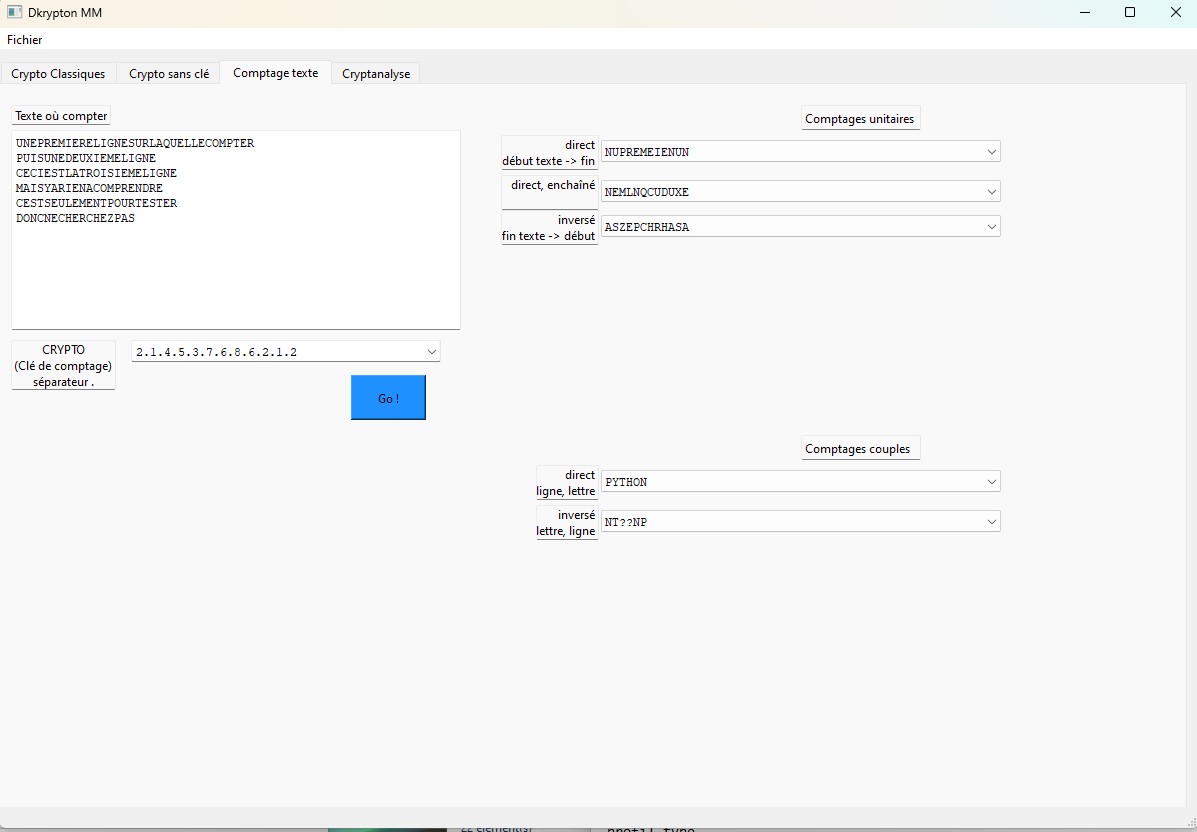 Dkrypton MM
Fichier
Crypto Classiques
Crypto sans clé
Comptage texte
Cryptanalyse
Texte où compter
UNEPREMIERELIGNESURLAQUELLECOMPTER
PUISUNEDEUXIEMELIGNE
CECIESTLATROISIEMELIGNE
MAISYARIENACOMPRENDRE
CESTSEULEMENTPOURTESTER
DONCNECHERCHEZPAS
CRYPTO
(Clé de comptage)
séparateur .
2.1.4.5.3.7.6.8.6.2.1.2
Go !
Comptages unitaires
direct
début texte -> fin
NUPREMEIENUN
direct, enchaîné
NEMLNQCUDUXE
inversé
fin texte -> début
ASZEPCHRHASA
Comptages couples
direct
ligne, lettre
PYTHON
inversé
lettre, ligne
NT??NP